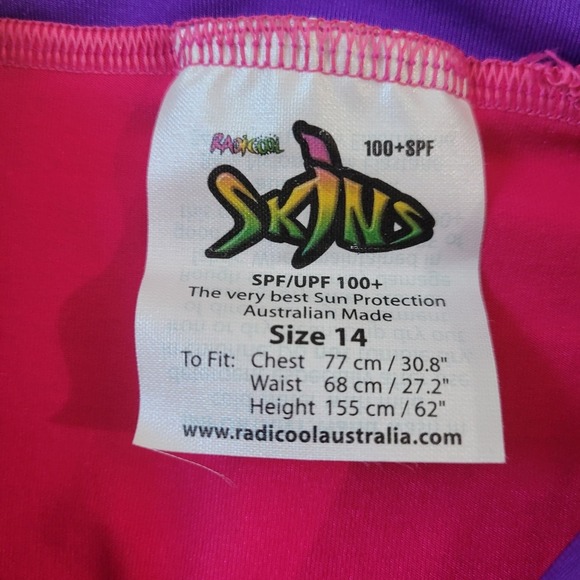 RADICOOL 100+SPF
SKINS
SPF/UPF 100+
The very best Sun Protection
Australian Made
Size 14
To Fit: Chest 77 cm / 30.8"
Waist 68 cm / 27.2"
Height 155 cm / 62"
www.radicoolaustralia.com